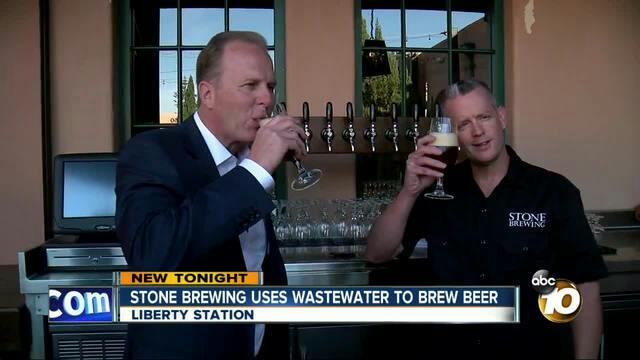 STONE
BREWING
NEW TONIGHT
STONE BREWING USES WASTEWATER TO BREW BEER
LIBERTY STATION
.com
abc
10